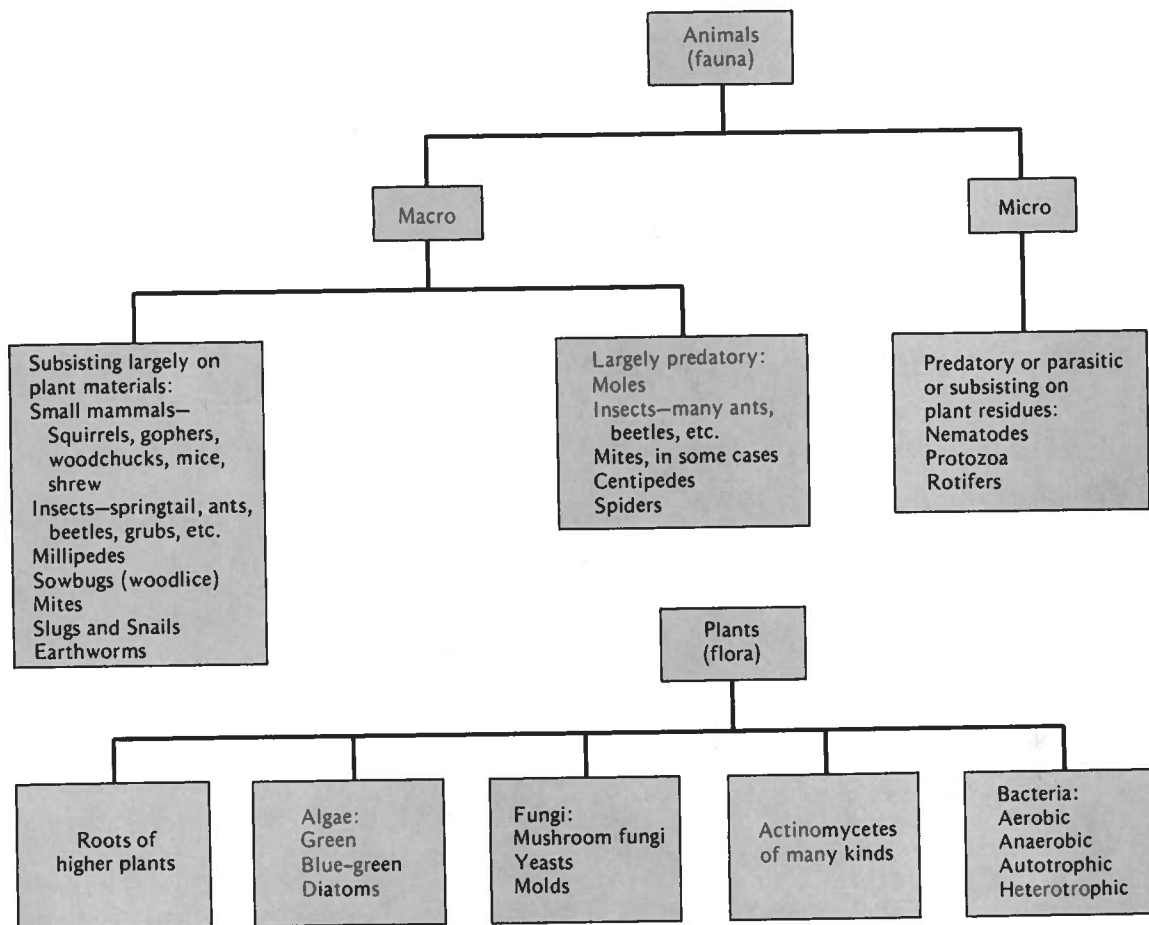 Animals
(fauna)
Macro
Micro
Subsisting largely on
plant materials:
Small mammals—
Squirrels, gophers,
woodchucks, mice,
shrew
Insects—springtail, ants,
beetles, grubs, etc.
Millipedes
Sowbugs (woodlice)
Mites
Slugs and Snails
Earthworms
Largely predatory:
Moles
Insects—many ants,
beetles, etc.
Mites, in some cases
Centipedes
Spiders
Predatory or parasitic
or subsisting on
plant residues:
Nematodes
Protozoa
Rotifers
Plants
(flora)
Roots of
higher plants
Algae:
Green
Blue-green
Diatoms
Fungi:
Mushroom fungi
Yeasts
Molds
Actinomycetes
of many kinds
Bacteria:
Aerobic
Anaerobic
Autotrophic
Heterotrophic